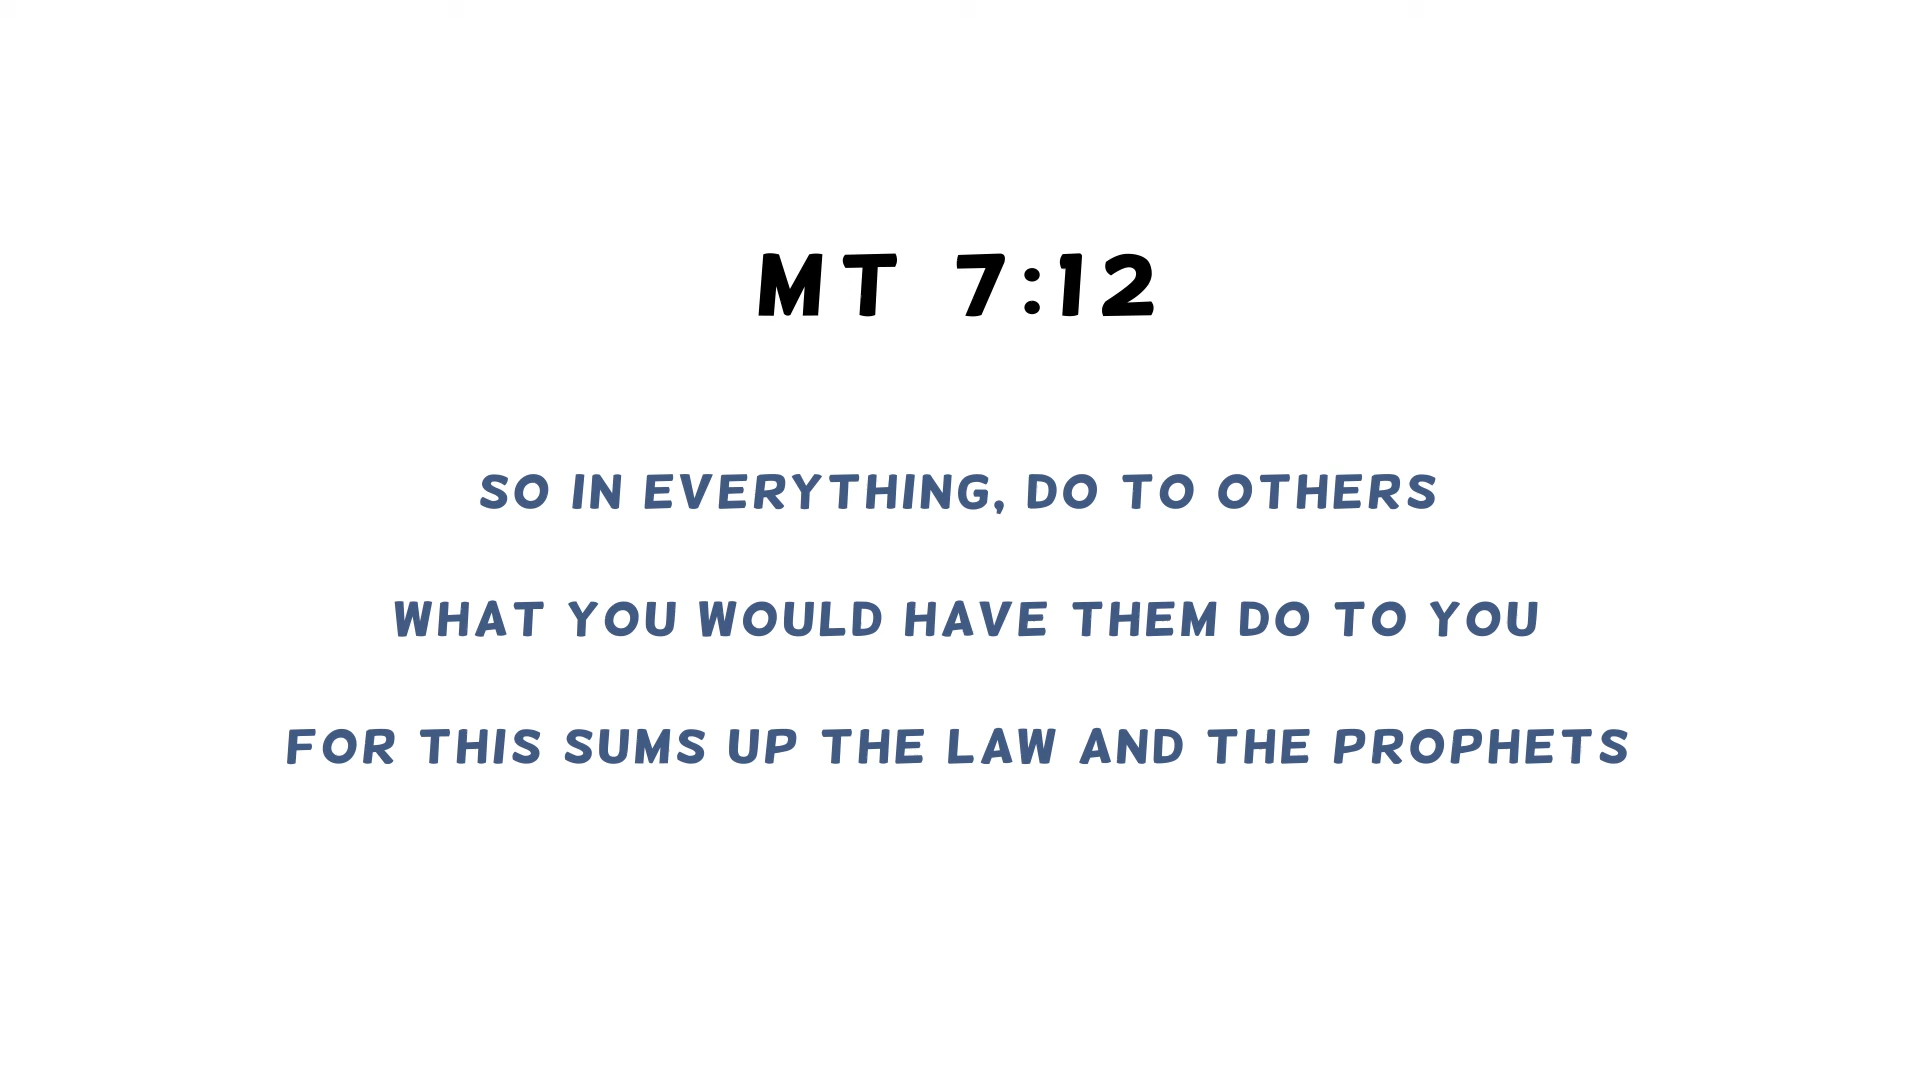 MT 7:12
SO IN EVERYTHING, DO TO OTHERS
WHAT YOU WOULD HAVE THEM DO TO YOU
FOR THIS SUMS UP THE LAW AND THE PROPHETS